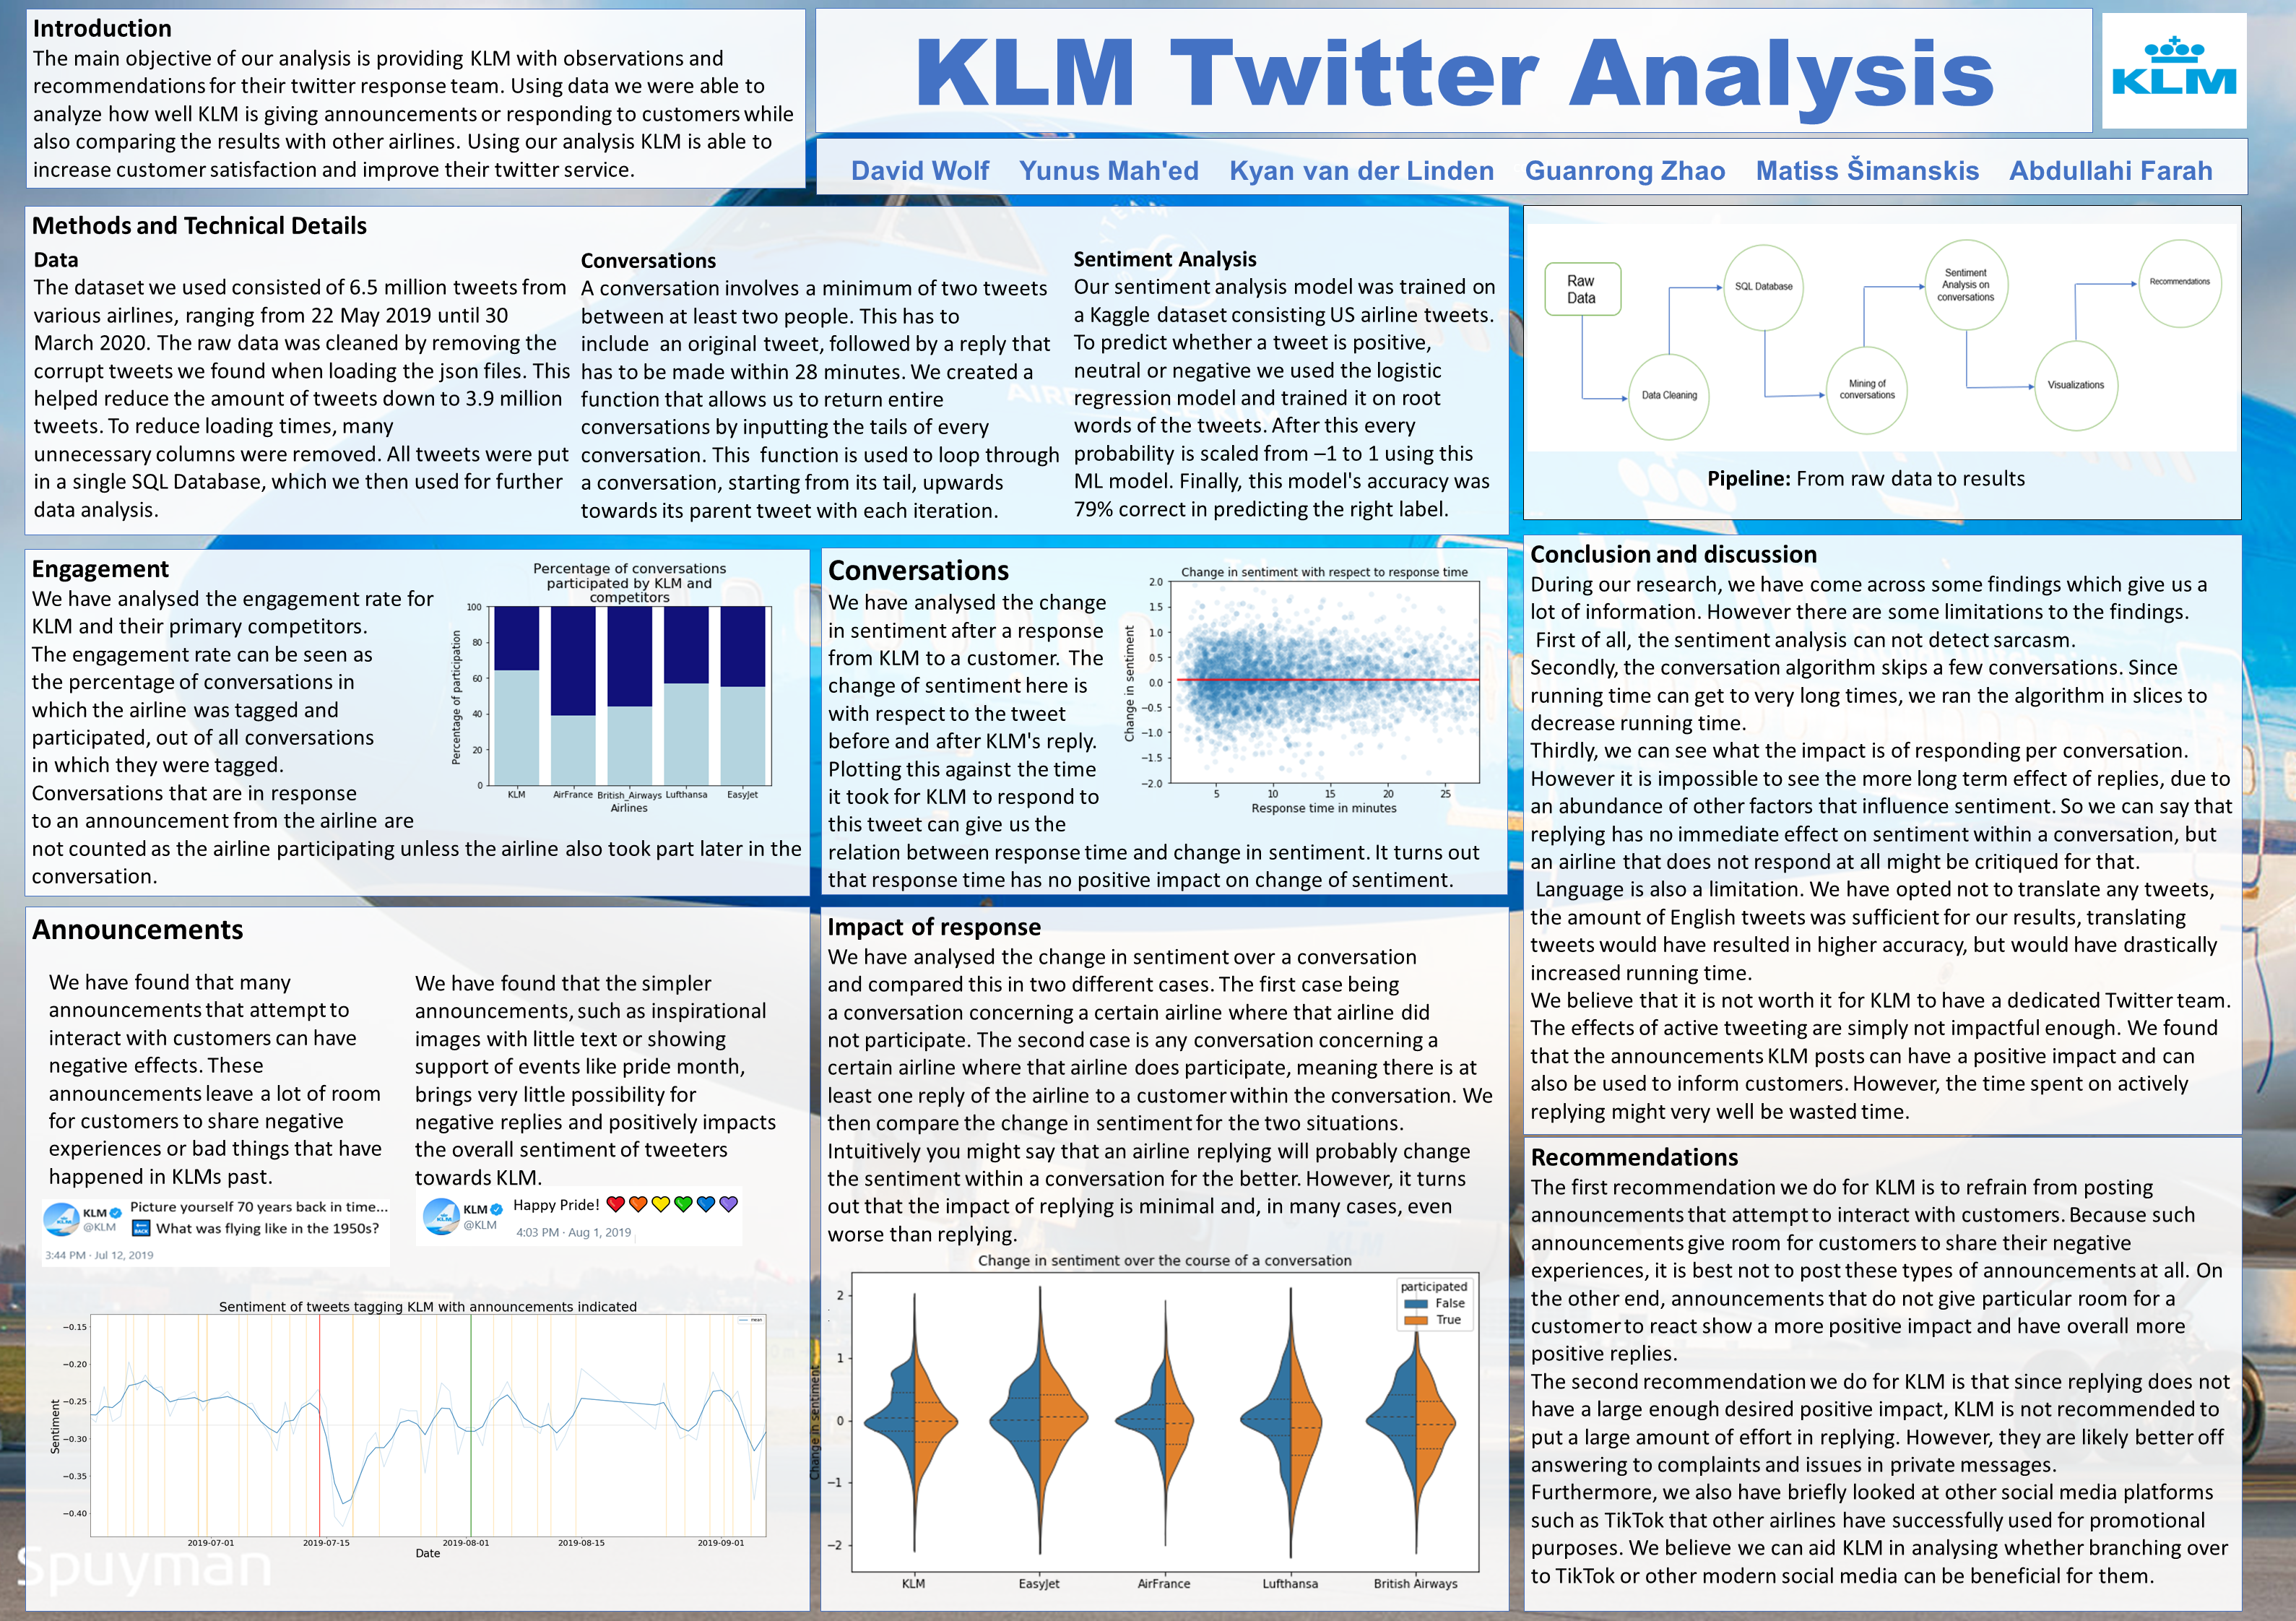 Introduction
The main objective of our analysis is providing KLM with observations and
recommendations for their twitter response team. Using data we were able to
analyze how well KLM is giving announcements or responding to customers while
also comparing the results with other airlines. Using our analysis KLM is able to
increase customer satisfaction and improve their twitter service.
KLM Twitter Analysis
KLM
David Wolf Yunus Mah'ed Kyan van der Linden Guanrong Zhao Matiss Šimanskis Abdullahi Farah
Methods and Technical Details
Data
The dataset we used consisted of 6.5 million tweets from
various airlines, ranging from 22 May 2019 until 30
March 2020. The raw data was cleaned by removing the
corrupt tweets we found when loading the json files. This
helped reduce the amount of tweets down to 3.9 million
tweets. To reduce loading times, many
unnecessary columns were removed. All tweets were put
in a single SQL Database, which we then used for further
data analysis.
Conversations
A conversation involves a minimum of two tweets
between at least two people. This has to
include an original tweet, followed by a reply that
has to be made within 28 minutes. We created a
function that allows us to return entire
conversations by inputting the tails of every
conversation. This function is used to loop through
a conversation, starting from its tail, upwards
towards its parent tweet with each iteration.
Sentiment Analysis
Our sentiment analysis model was trained on
a Kaggle dataset consisting US airline tweets.
To predict whether a tweet is positive,
neutral or negative we used the logistic
regression model and trained it on root
words of the tweets. After this every
probability is scaled from –1 to 1 using this
ML model. Finally, this model's accuracy was
79% correct in predicting the right label.
Raw
Data
Data Cleaning
SQL Database
Mining of
conversations
Sentiment
Analysis on
conversations
Visualizations
Recommendations
Pipeline: From raw data to results
Engagement
We have analysed the engagement rate for
KLM and their primary competitors.
The engagement rate can be seen as
the percentage of conversations in
which the airline was tagged and
participated, out of all conversations
in which they were tagged.
Conversations that are in response
to an announcement from the airline are
not counted as the airline participating unless the airline also took part later in the
conversation.
Percentage of conversations
participated by KLM and
competitors
Percentage of participation
100
80
60
40
20
0
KLM AirFrance British_Airways Lufthansa EasyJet
Airlines
Conversations
We have analysed the change
in sentiment after a response
from KLM to a customer. The
change of sentiment here is
with respect to the tweet
before and after KLM's reply.
Plotting this against the time
it took for KLM to respond to
this tweet can give us the
relation between response time and change in sentiment. It turns out
that response time has no positive impact on change of sentiment.
Change in sentiment with respect to response time
Change in sentiment
2.0
1.5
1.0
0.5
0.0
−0.5
−1.0
−1.5
−2.0
5 10 15 20 25
Response time in minutes
Conclusion and discussion
During our research, we have come across some findings which give us a
lot of information. However there are some limitations to the findings.
First of all, the sentiment analysis can not detect sarcasm.
Secondly, the conversation algorithm skips a few conversations. Since
running time can get to very long times, we ran the algorithm in slices to
decrease running time.
Thirdly, we can see what the impact is of responding per conversation.
However it is impossible to see the more long term effect of replies, due to
an abundance of other factors that influence sentiment. So we can say that
replying has no immediate effect on sentiment within a conversation, but
an airline that does not respond at all might be critiqued for that.
Language is also a limitation. We have opted not to translate any tweets,
the amount of English tweets was sufficient for our results, translating
tweets would have resulted in higher accuracy, but would have drastically
increased running time.
We believe that it is not worth it for KLM to have a dedicated Twitter team.
The effects of active tweeting are simply not impactful enough. We found
that the announcements KLM posts can have a positive impact and can
also be used to inform customers. However, the time spent on actively
replying might very well be wasted time.
Announcements
We have found that many
announcements that attempt to
interact with customers can have
negative effects. These
announcements leave a lot of room
for customers to share negative
experiences or bad things that have
happened in KLMs past.
KLM
@KLM
Picture yourself 70 years back in time...
BACK What was flying like in the 1950s?
3:44 PM · Jul 12, 2019
We have found that the simpler
announcements, such as inspirational
images with little text or showing
support of events like pride month,
brings very little possibility for
negative replies and positively impacts
the overall sentiment of tweeters
towards KLM.
KLM
@KLM
Happy Pride! ❤️🧡💛💚💙💜
4:03 PM · Aug 1, 2019
Sentiment of tweets tagging KLM with announcements indicated
mean
Sentiment
−0.15
−0.20
−0.25
−0.30
−0.35
−0.40
2019-07-01 2019-07-15 2019-08-01 2019-08-15 2019-09-01
Date
Spuyman
Impact of response
We have analysed the change in sentiment over a conversation
and compared this in two different cases. The first case being
a conversation concerning a certain airline where that airline did
not participate. The second case is any conversation concerning a
certain airline where that airline does participate, meaning there is at
least one reply of the airline to a customer within the conversation. We
then compare the change in sentiment for the two situations.
Intuitively you might say that an airline replying will probably change
the sentiment within a conversation for the better. However, it turns
out that the impact of replying is minimal and, in many cases, even
worse than replying.
Change in sentiment over the course of a conversation
participated
False
True
Change in sentiment
2
1
0
−1
−2
KLM EasyJet AirFrance Lufthansa British Airways
Recommendations
The first recommendation we do for KLM is to refrain from posting
announcements that attempt to interact with customers. Because such
announcements give room for customers to share their negative
experiences, it is best not to post these types of announcements at all. On
the other end, announcements that do not give particular room for a
customer to react show a more positive impact and have overall more
positive replies.
The second recommendation we do for KLM is that since replying does not
have a large enough desired positive impact, KLM is not recommended to
put a large amount of effort in replying. However, they are likely better off
answering to complaints and issues in private messages.
Furthermore, we also have briefly looked at other social media platforms
such as TikTok that other airlines have successfully used for promotional
purposes. We believe we can aid KLM in analysing whether branching over
to TikTok or other modern social media can be beneficial for them.